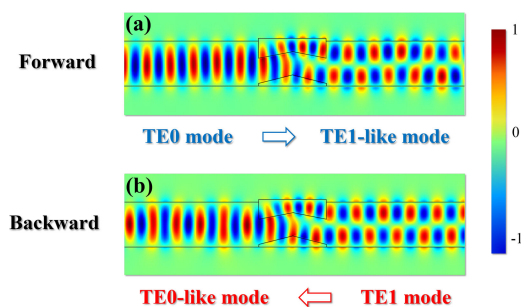 (a)
Forward
1
0
-1
TE0 mode ⇨ TE1-like mode
(b)
Backward
TE0-like mode ⇦ TE1 mode